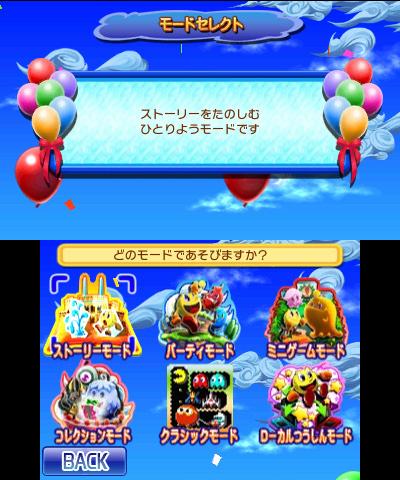 モードセレクト
ストーリーをたのしむ
ひとりようモードです
どのモードであそびますか？
ストーリーモード
パーティモード
ミニゲームモード
コレクションモード
クラシックモード
ローカルつうしんモード
BACK